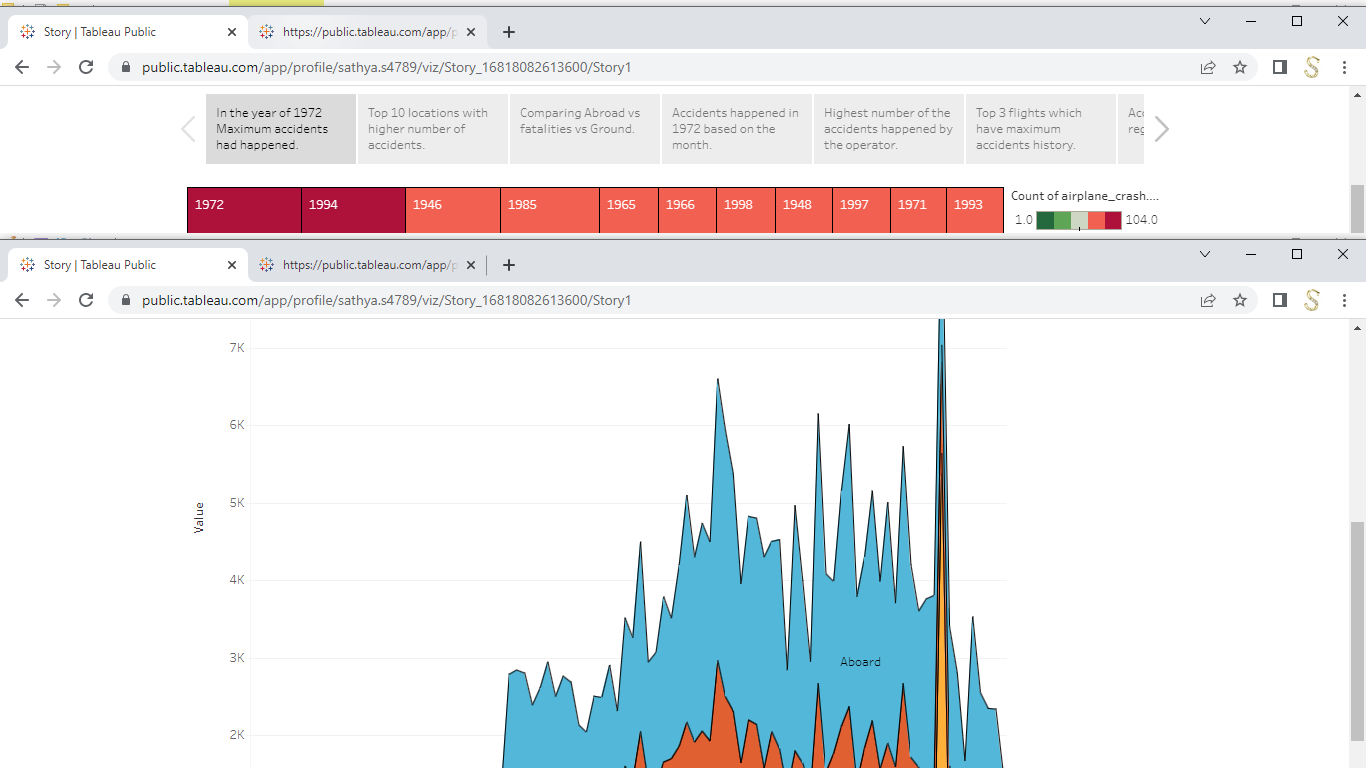 Story | Tableau Public
https://public.tableau.com/app/p
public.tableau.com/app/profile/sathya.s4789/viz/Story_16818082613600/Story1
In the year of 1972
Maximum accidents
had happened.
Top 10 locations with
higher number of
accidents.
Comparing Abroad vs
fatalities vs Ground.
Accidents happened in
1972 based on the
month.
Highest number of the
accidents happened by
the operator.
Top 3 flights which
have maximum
accidents history.
1972 1994 1946 1985 1965 1966 1998 1948 1997 1971 1993
Count of airplane_crash....
1.0 104.0
Story | Tableau Public
https://public.tableau.com/app/p
public.tableau.com/app/profile/sathya.s4789/viz/Story_16818082613600/Story1
7K
6K
5K
Value
4K
3K
Aboard
2K